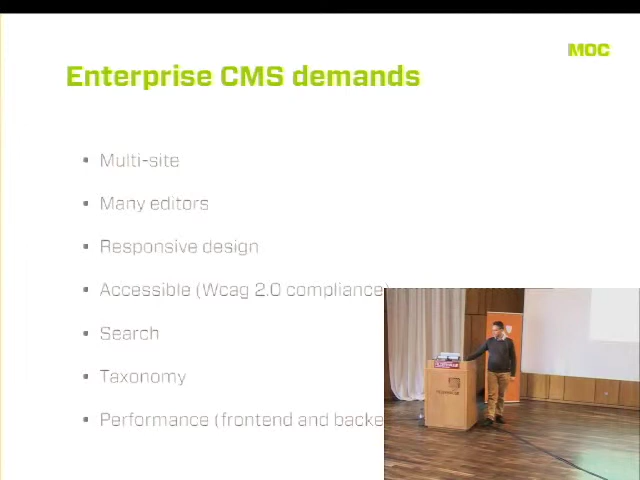 MOC
Enterprise CMS demands
Multi-site
Many editors
Responsive design
Accessible (Wcag 2.0 compliance)
Search
Taxonomy
Performance (frontend and backe